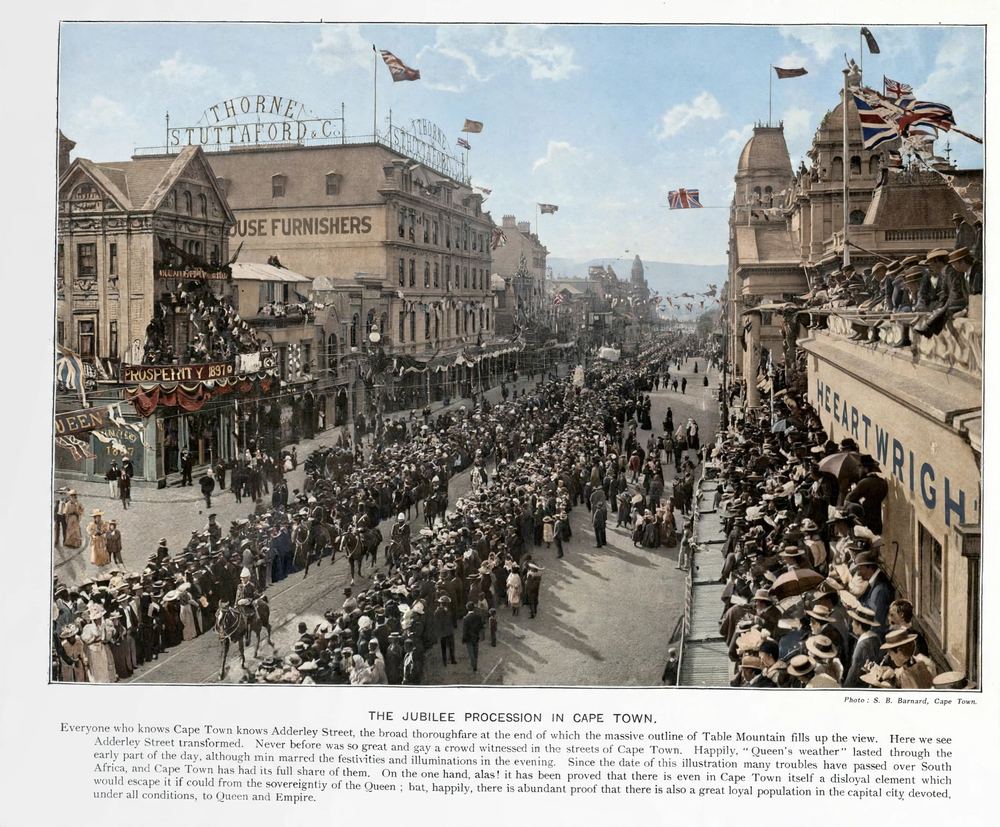 THORNE
STUTTAFORD & Co.
THORNE
STUTTAFORD
OUSE FURNISHERS
PROSPERITY 1897
UEEN
HEEARTWRIGH
Photo: S. B. Barnard, Cape Town.
THE JUBILEE PROCESSION IN CAPE TOWN.
Everyone who knows Cape Town knows Adderley Street, the broad thoroughfare at the end of which the massive outline of Table Mountain fills up the view. Here we see
Adderley Street transformed. Never before was so great and gay a crowd witnessed in the streets of Cape Town. Happily, "Queen's weather" lasted through the
early part of the day, although min marred the festivities and illuminations in the evening. Since the date of this illustration many troubles have passed over South
Africa, and Cape Town has had its full share of them. On the one hand, alas! it has been proved that there is even in Cape Town itself a disloyal element which
would escape it if could from the sovereigntiy of the Queen ; bat, happily, there is abundant proof that there is also a great loyal population in the capital city devoted,
under all conditions, to Queen and Empire.